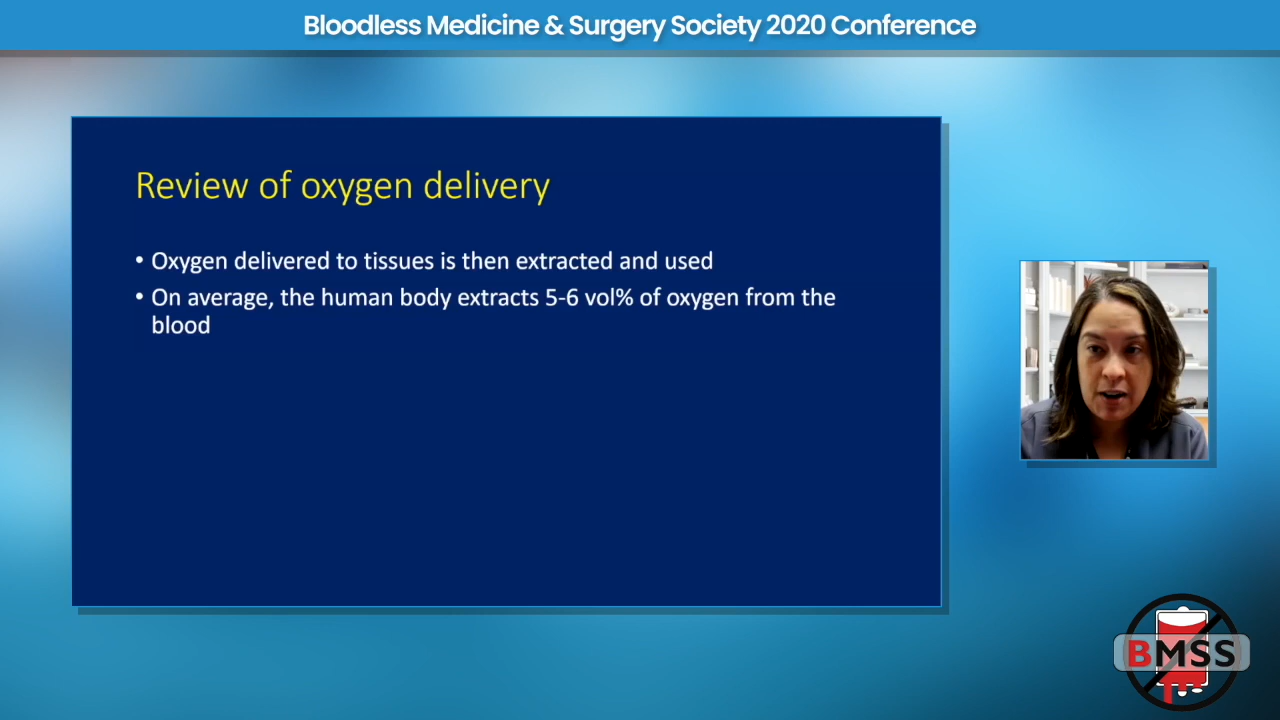 Bloodless Medicine & Surgery Society 2020 Conference
Review of oxygen delivery
• Oxygen delivered to tissues is then extracted and used
• On average, the human body extracts 5-6 vol% of oxygen from the
blood
BMSS